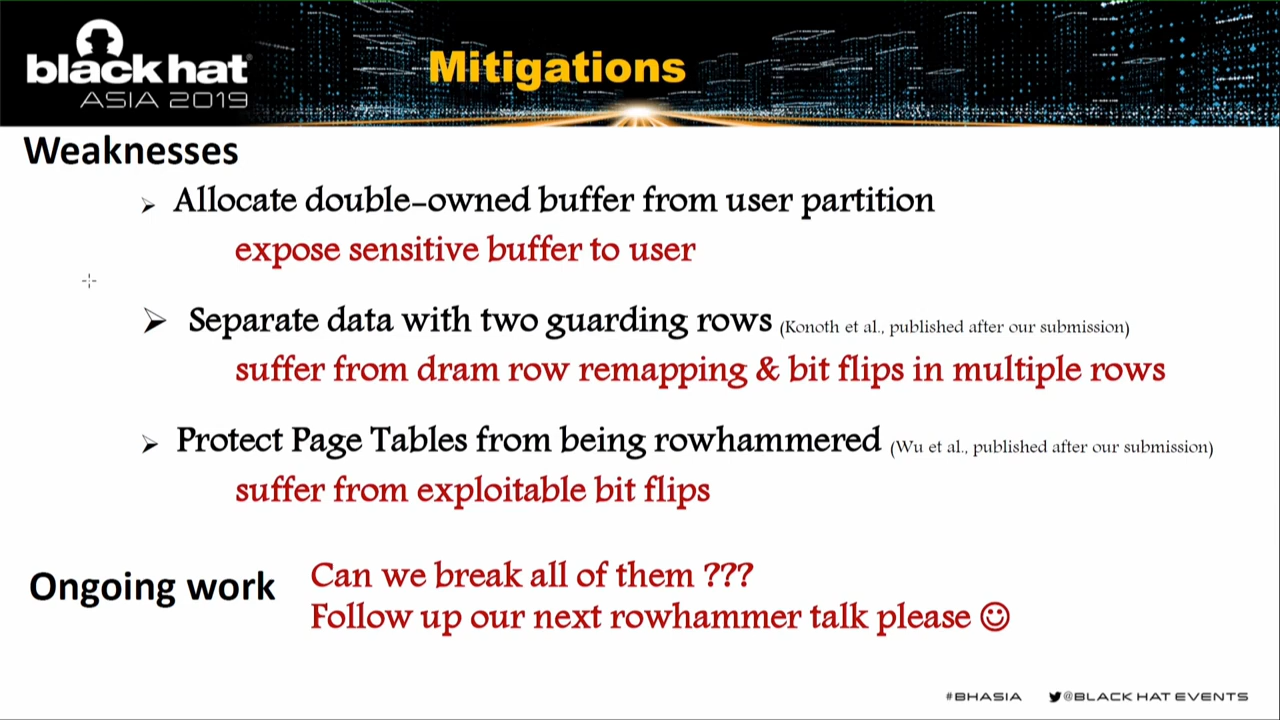 black hat
ASIA 2019
Mitigations
Weaknesses
Allocate double-owned buffer from user partition
expose sensitive buffer to user
Separate data with two guarding rows (Konoth et al., published after our submission)
suffer from dram row remapping & bit flips in multiple rows
Protect Page Tables from being rowhammered (Wu et al., published after our submission)
suffer from exploitable bit flips
Ongoing work
Can we break all of them ???
Follow up our next rowhammer talk please ☺
#BHASIA @BLACK HAT EVENTS